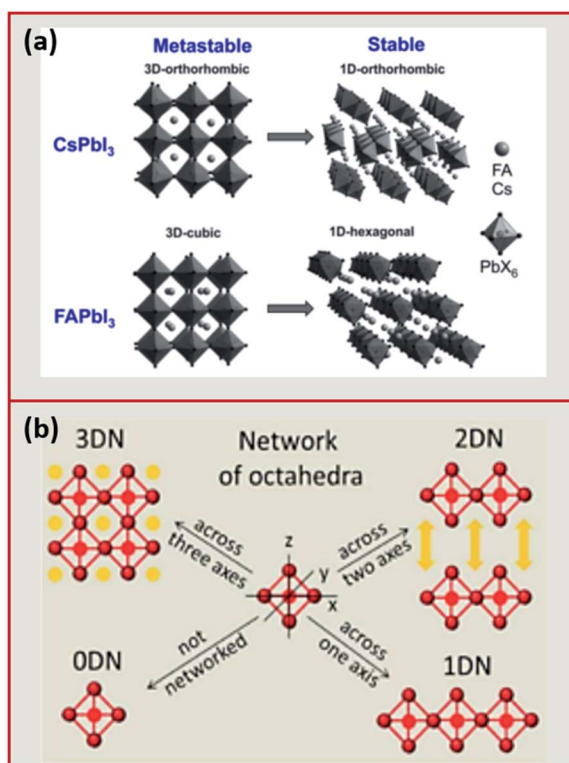 (a)
Metastable
Stable
3D-orthorhombic
1D-orthorhombic
CsPbI3
FA
Cs
PbX6
3D-cubic
1D-hexagonal
FAPbI3
(b)
3DN
Network
of octahedra
2DN
across
three axes
z
y
x
across
two axes
not
networked
across
one axis
0DN
1DN